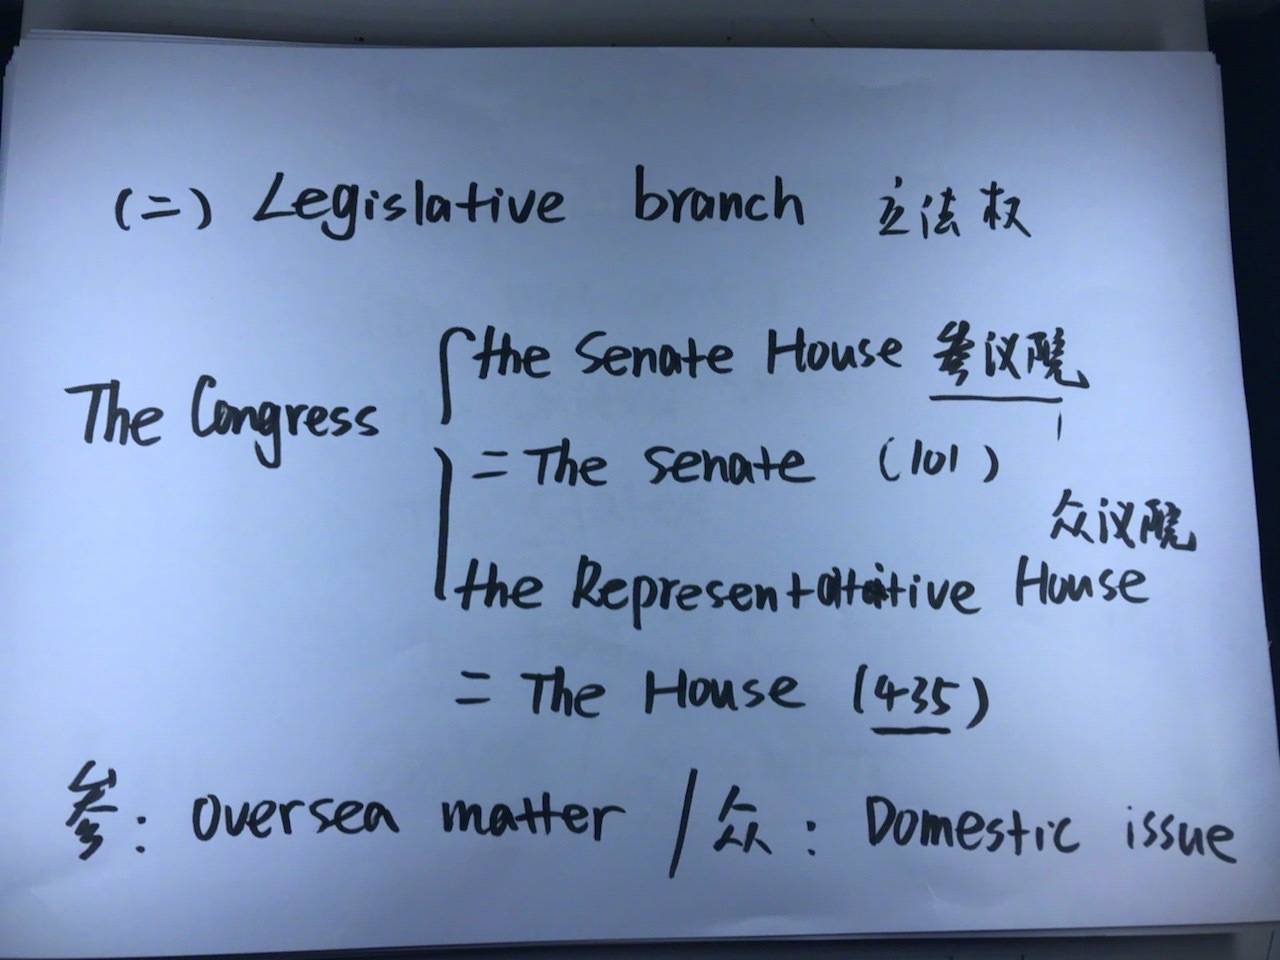 (二) Legislative branch 立法权
the Senate House 参议院
The Congress
= The Senate (101)
众议院
the Representative House
= The House (435)
参: Oversea matter / 众: Domestic issue